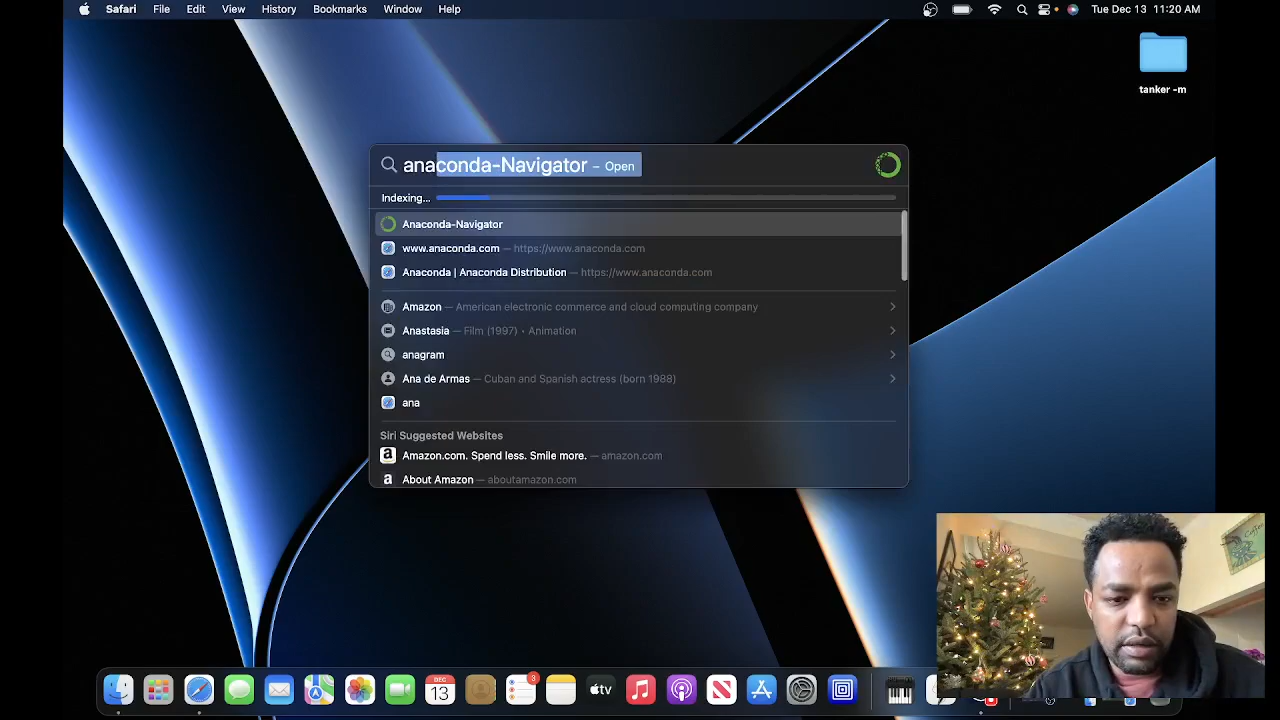 Safari File Edit View History Bookmarks Window Help Tue Dec 13 11:20 AM
tanker -m
anaconda-Navigator – Open
Indexing...
Anaconda-Navigator
www.anaconda.com — https://www.anaconda.com
Anaconda | Anaconda Distribution — https://www.anaconda.com
Amazon — American electronic commerce and cloud computing company
Anastasia — Film (1997) • Animation
anagram
Ana de Armas — Cuban and Spanish actress (born 1988)
ana
Siri Suggested Websites
Amazon.com. Spend less. Smile more. — amazon.com
About Amazon — aboutamazon.com
DEC
13
3
tv